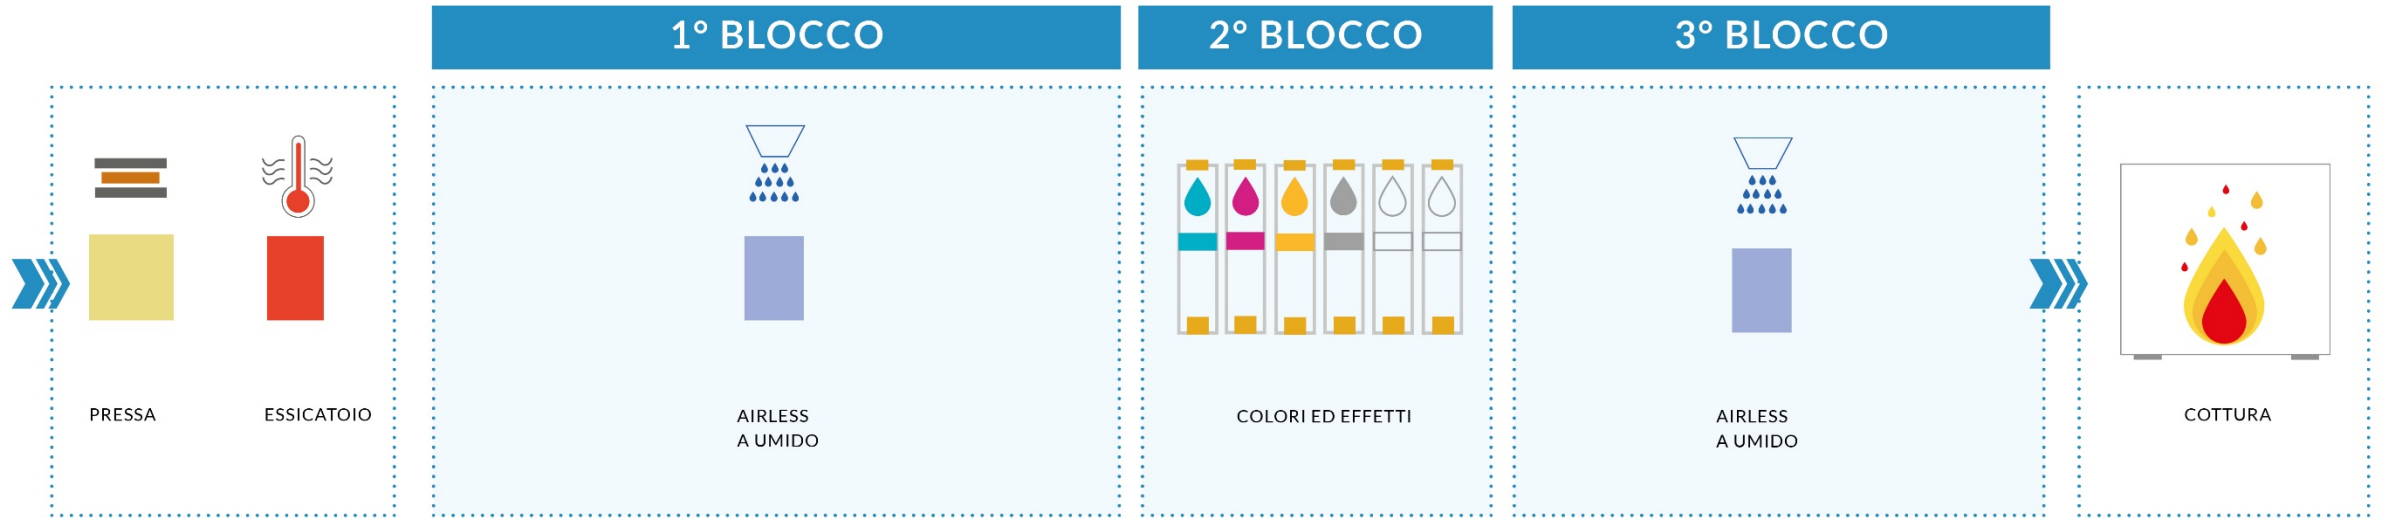 1° BLOCCO
2° BLOCCO
3° BLOCCO
PRESSA
ESSICATOIO
AIRLESS
A UMIDO
COLORI ED EFFETTI
AIRLESS
A UMIDO
COTTURA